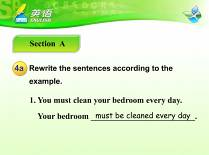 英语
ENGLISH
Section A
4a Rewrite the sentences according to the
example.
1. You must clean your bedroom every day.
Your bedroom must be cleaned every day.